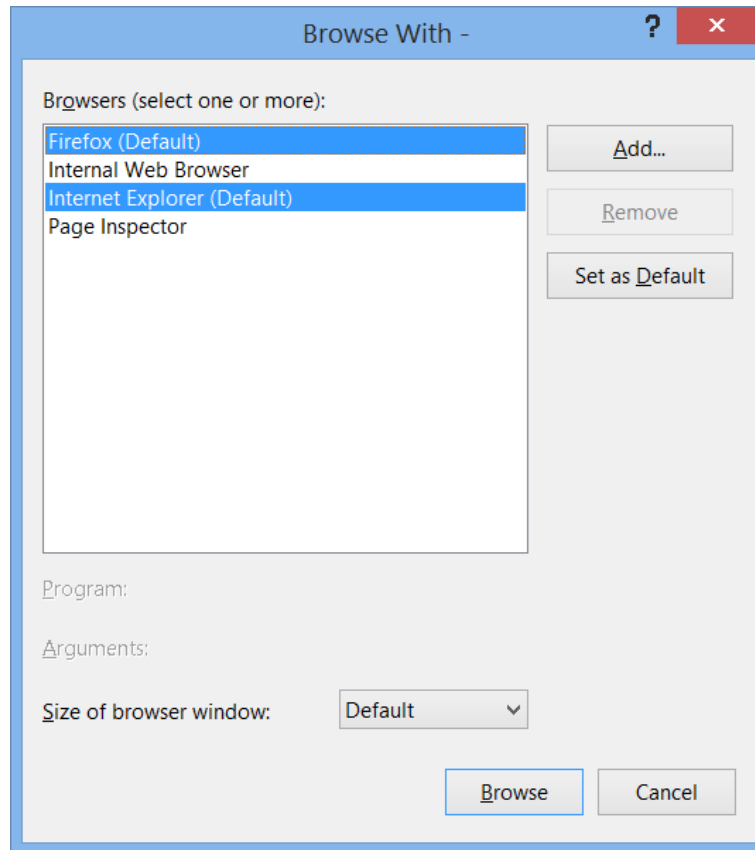 Browse With -
?
Browsers (select one or more):
Firefox (Default)
Internal Web Browser
Internet Explorer (Default)
Page Inspector
Add...
Remove
Set as Default
Program:
Arguments:
Size of browser window:
Default
Browse
Cancel